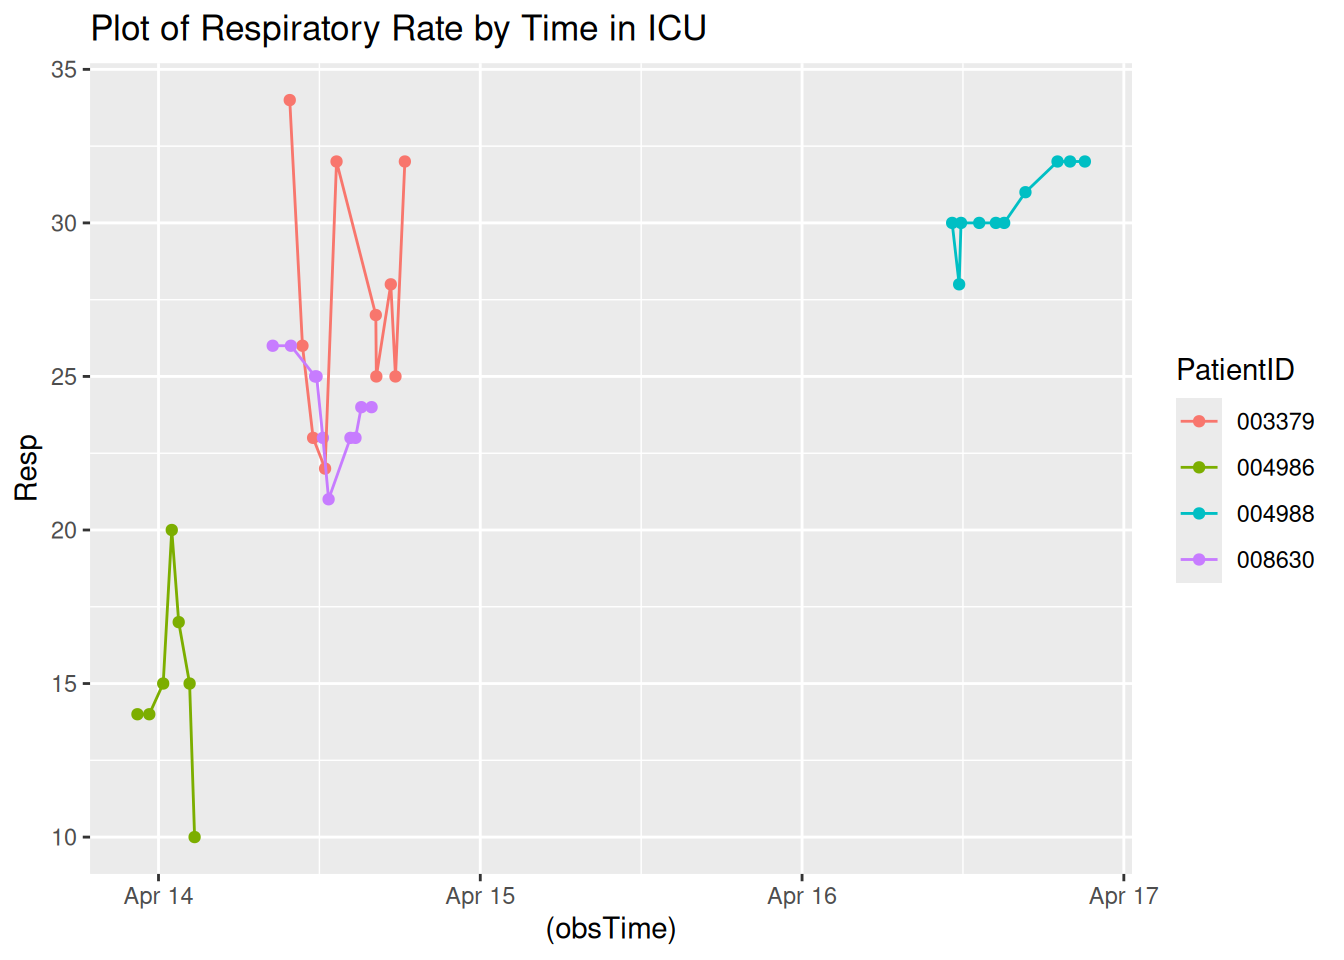 Plot of Respiratory Rate by Time in ICU
35
30
25
20
15
10
Resp
Apr 14
Apr 15
Apr 16
Apr 17
(obsTime)
PatientID
003379
004986
004988
008630